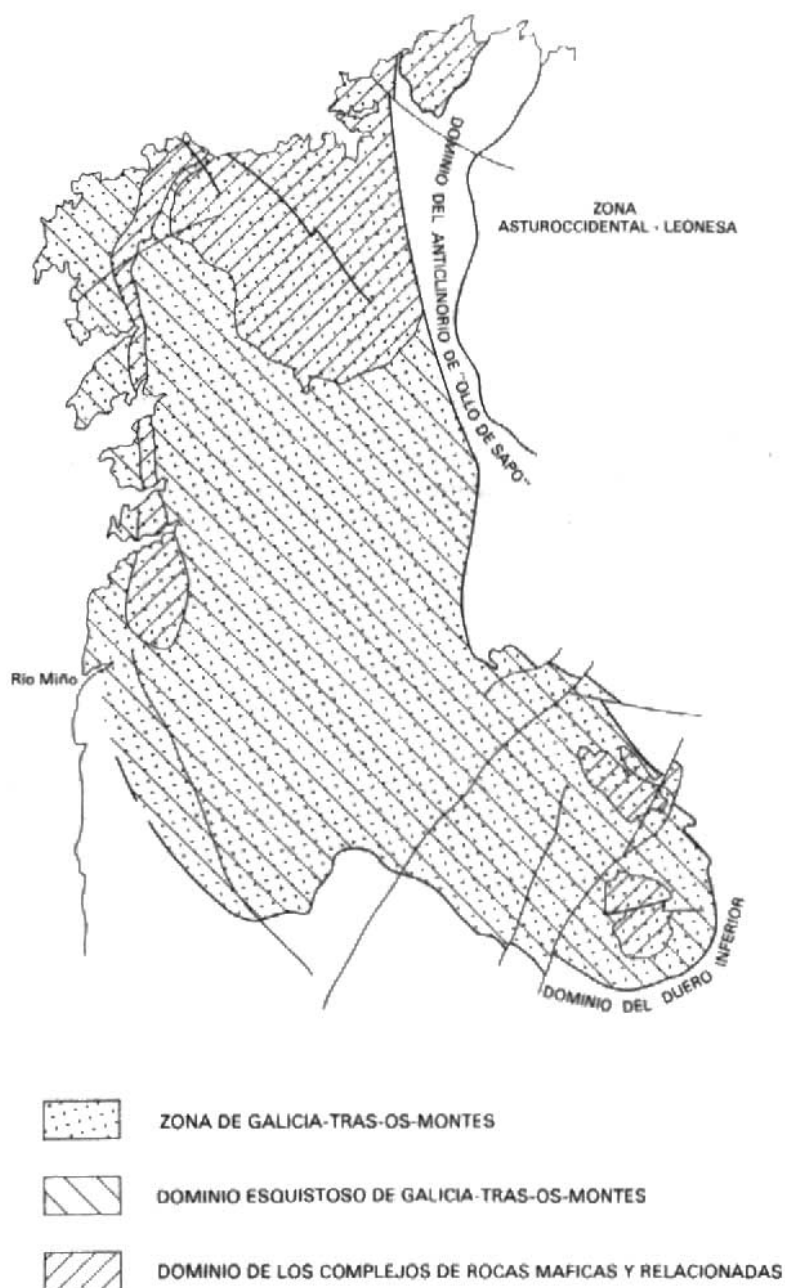 DOMINIO DEL ANTICLINORIO DE "OLLO DE SAPO"
ZONA
ASTUROCCIDENTAL - LEONESA
Río Miño
DOMINIO DEL DUERO INFERIOR
ZONA DE GALICIA-TRAS-OS-MONTES
DOMINIO ESQUISTOSO DE GALICIA-TRAS-OS-MONTES
DOMINIO DE LOS COMPLEJOS DE ROCAS MAFICAS Y RELACIONADAS